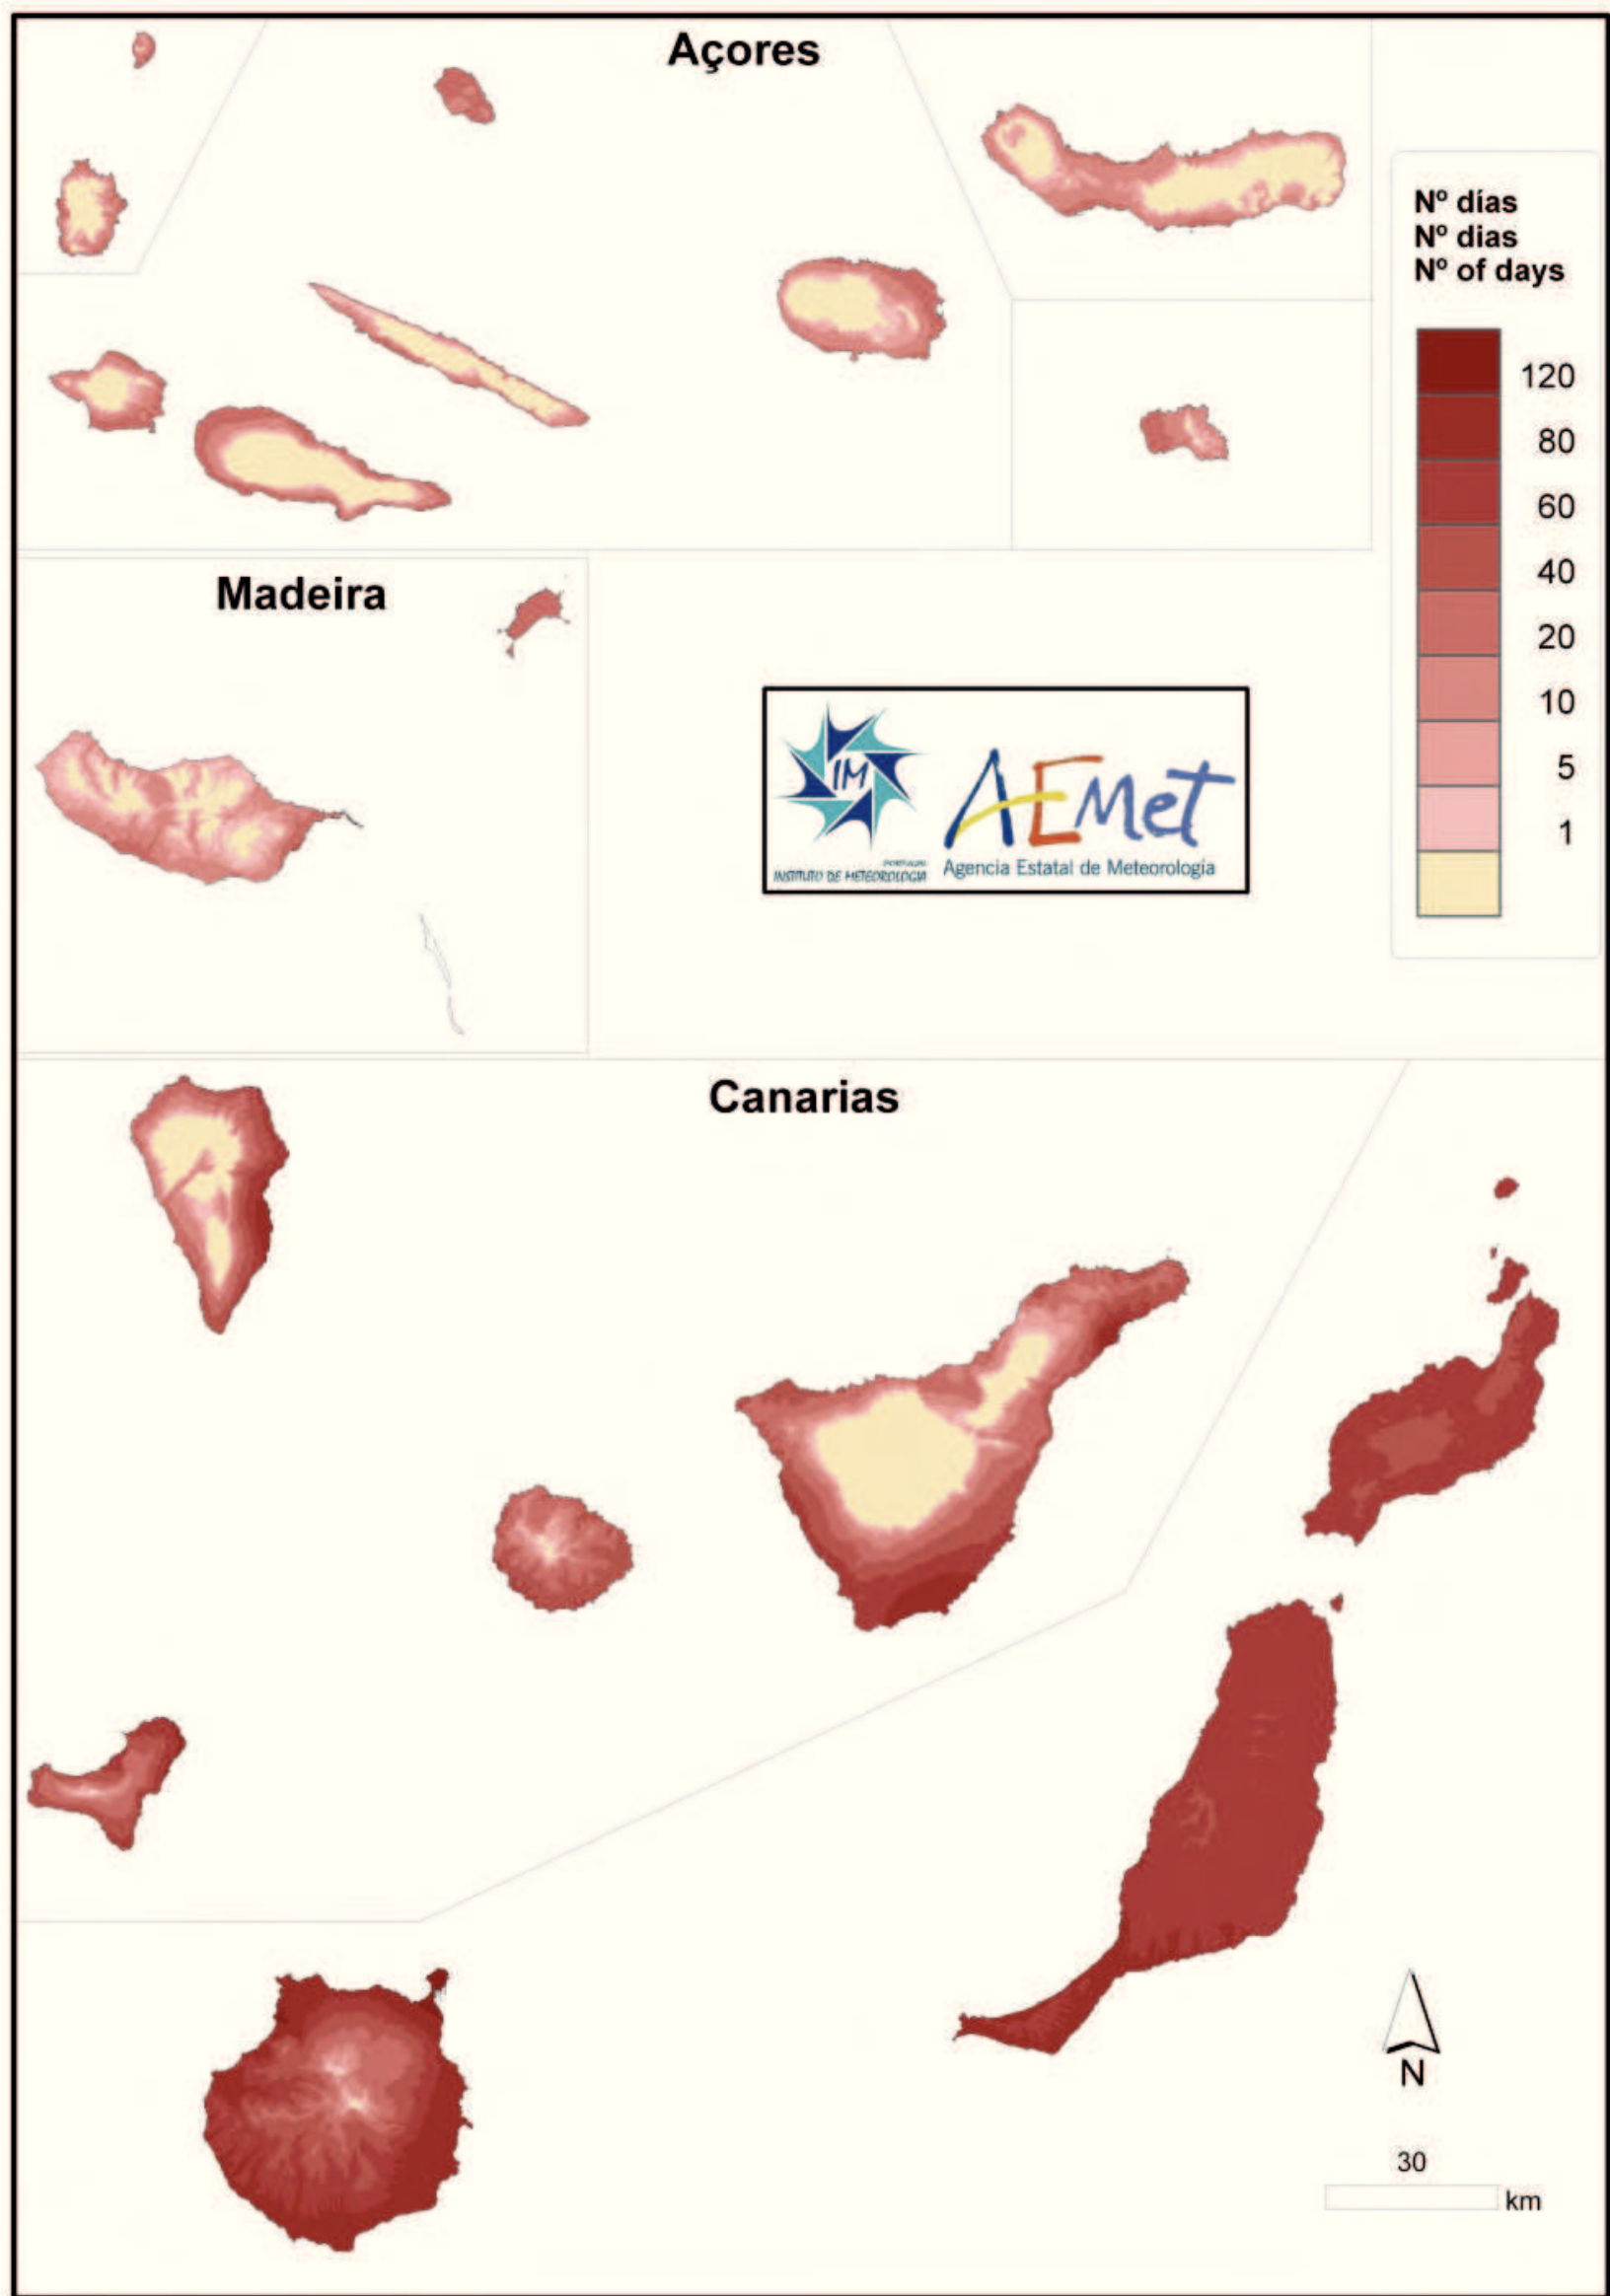 Açores
Nº días
Nº dias
Nº of days
120
80
60
40
20
10
5
1
Madeira
IM
PORTUGAL
INSTITUTO DE METEOROLOGIA
AEMet
Agencia Estatal de Meteorología
Canarias
N
30
km